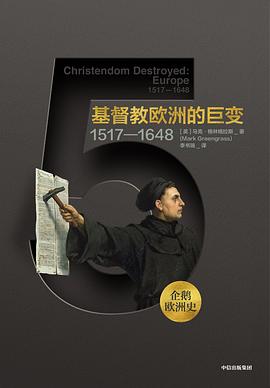 Christendom Destroyed:
Europe
1517—1648
基督教欧洲的巨变
1517—1648
[英]马克·格林格拉斯 著
(Mark Greengrass)
李书瑞 译
企鹅
欧洲史
中信出版集团